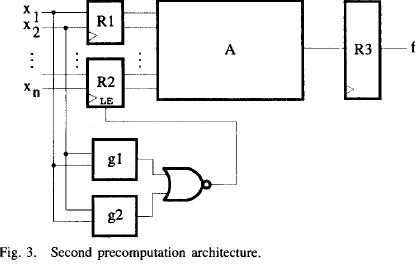 x1 R1
x2
A R3 f
R2
xn
LE
g1
g2
Fig. 3. Second precomputation architecture.